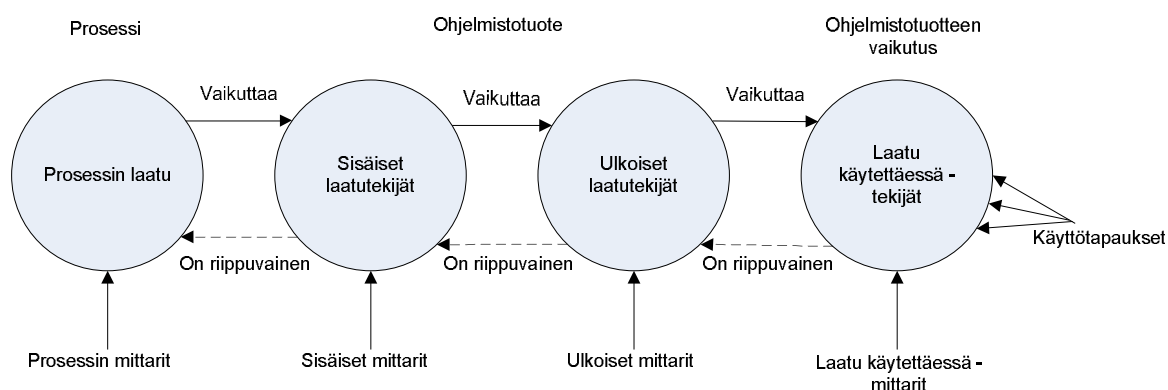 Prosessi
Ohjelmistotuote
Ohjelmistotuotteen
vaikutus
Vaikuttaa
Vaikuttaa
Vaikuttaa
Prosessin laatu
Sisäiset
laatutekijät
Ulkoiset
laatutekijät
Laatu
käytettäessä -
tekijät
Käyttötapaukset
On riippuvainen
On riippuvainen
On riippuvainen
Prosessin mittarit
Sisäiset mittarit
Ulkoiset mittarit
Laatu käytettäessä -
mittarit